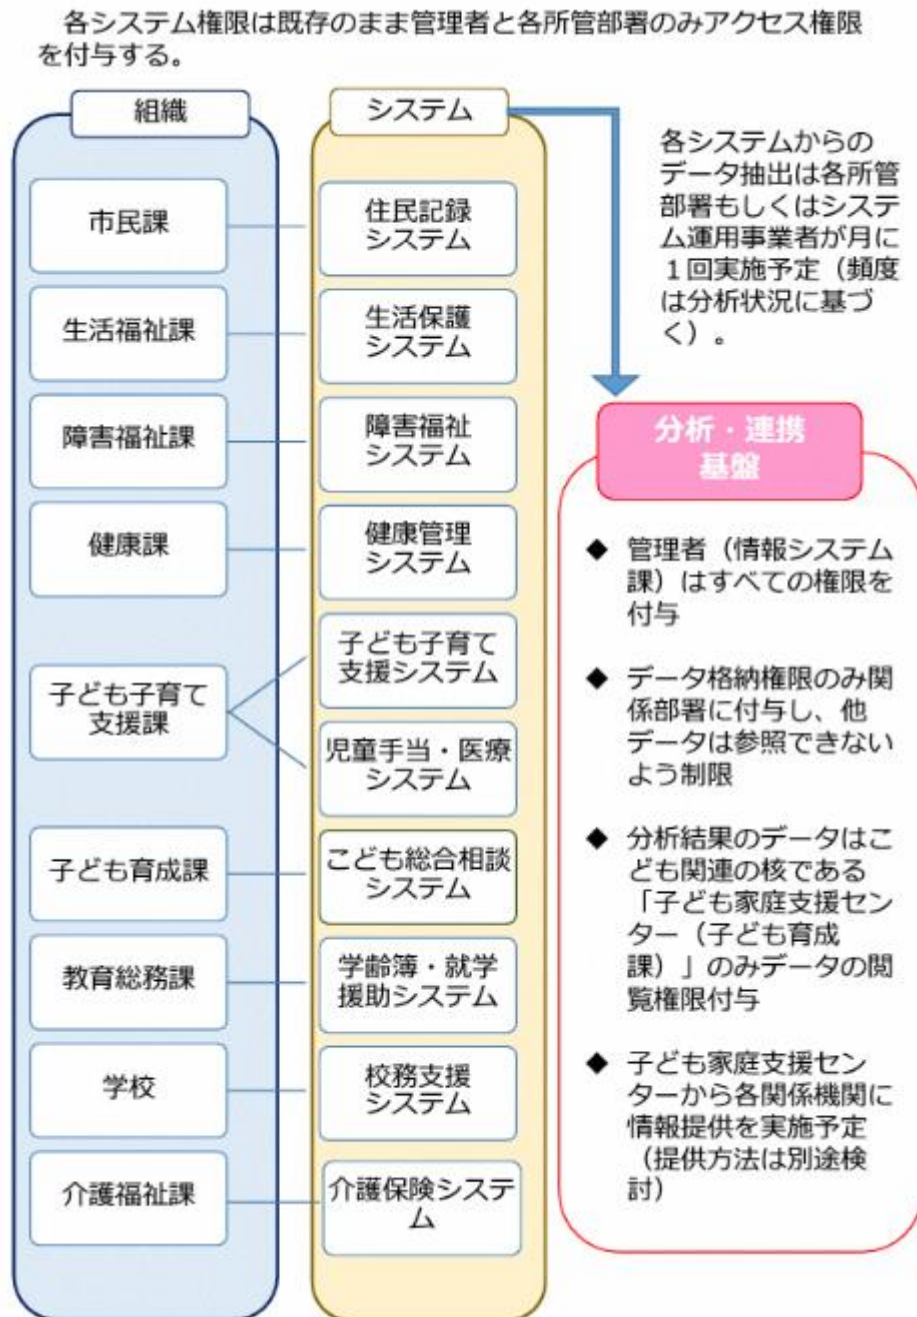 各システム権限は既存のまま管理者と各所管部署のみアクセス権限
を付与する。
組織
市民課
生活福祉課
障害福祉課
健康課
子ども子育て
支援課
子ども育成課
教育総務課
学校
介護福祉課
システム
住民記録
システム
生活保護
システム
障害福祉
システム
健康管理
システム
子ども子育て
支援システム
児童手当・医療
システム
こども総合相談
システム
学齢簿・就学
援助システム
校務支援
システム
介護保険システ
ム
各システムからの
データ抽出は各所管
部署もしくはシステ
ム運用事業者が月に
１回実施予定（頻度
は分析状況に基づ
く）。
分析・連携
基盤
◆ 管理者（情報システム
課）はすべての権限を
付与
◆ データ格納権限のみ関
係部署に付与し、他
データは参照できない
よう制限
◆ 分析結果のデータはこ
ども関連の核である
「子ども家庭支援セン
ター（子ども育成
課）」のみデータの閲
覧権限付与
◆ 子ども家庭支援セン
ターから各関係機関に
情報提供を実施予定
（提供方法は別途検
討）